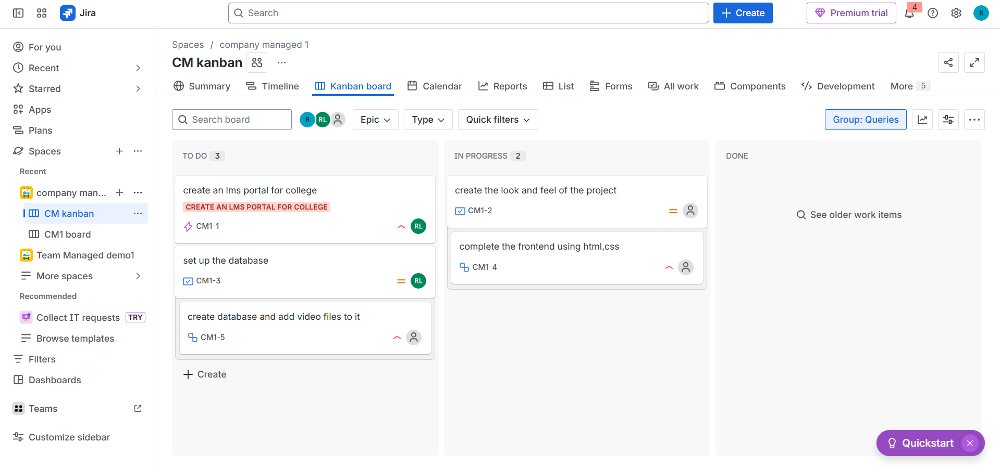 Jira
Search
Create
Premium trial
4
R
For you
Recent
Starred
Apps
Plans
Spaces
Recent
company man...
CM kanban
CM1 board
Team Managed demo1
More spaces
Recommended
Collect IT requests TRY
Browse templates
Filters
Dashboards
Teams
Customize sidebar
Spaces / company managed 1
CM kanban
Summary Timeline Kanban board Calendar Reports List Forms All work Components Development More 5
Search board R RL Epic Type Quick filters Group: Queries
TO DO 3
create an lms portal for college
CREATE AN LMS PORTAL FOR COLLEGE
CM1-1 RL
set up the database
CM1-3 RL
create database and add video files to it
CM1-5
Create
IN PROGRESS 2
create the look and feel of the project
CM1-2
complete the frontend using html,css
CM1-4
DONE
See older work items
Quickstart